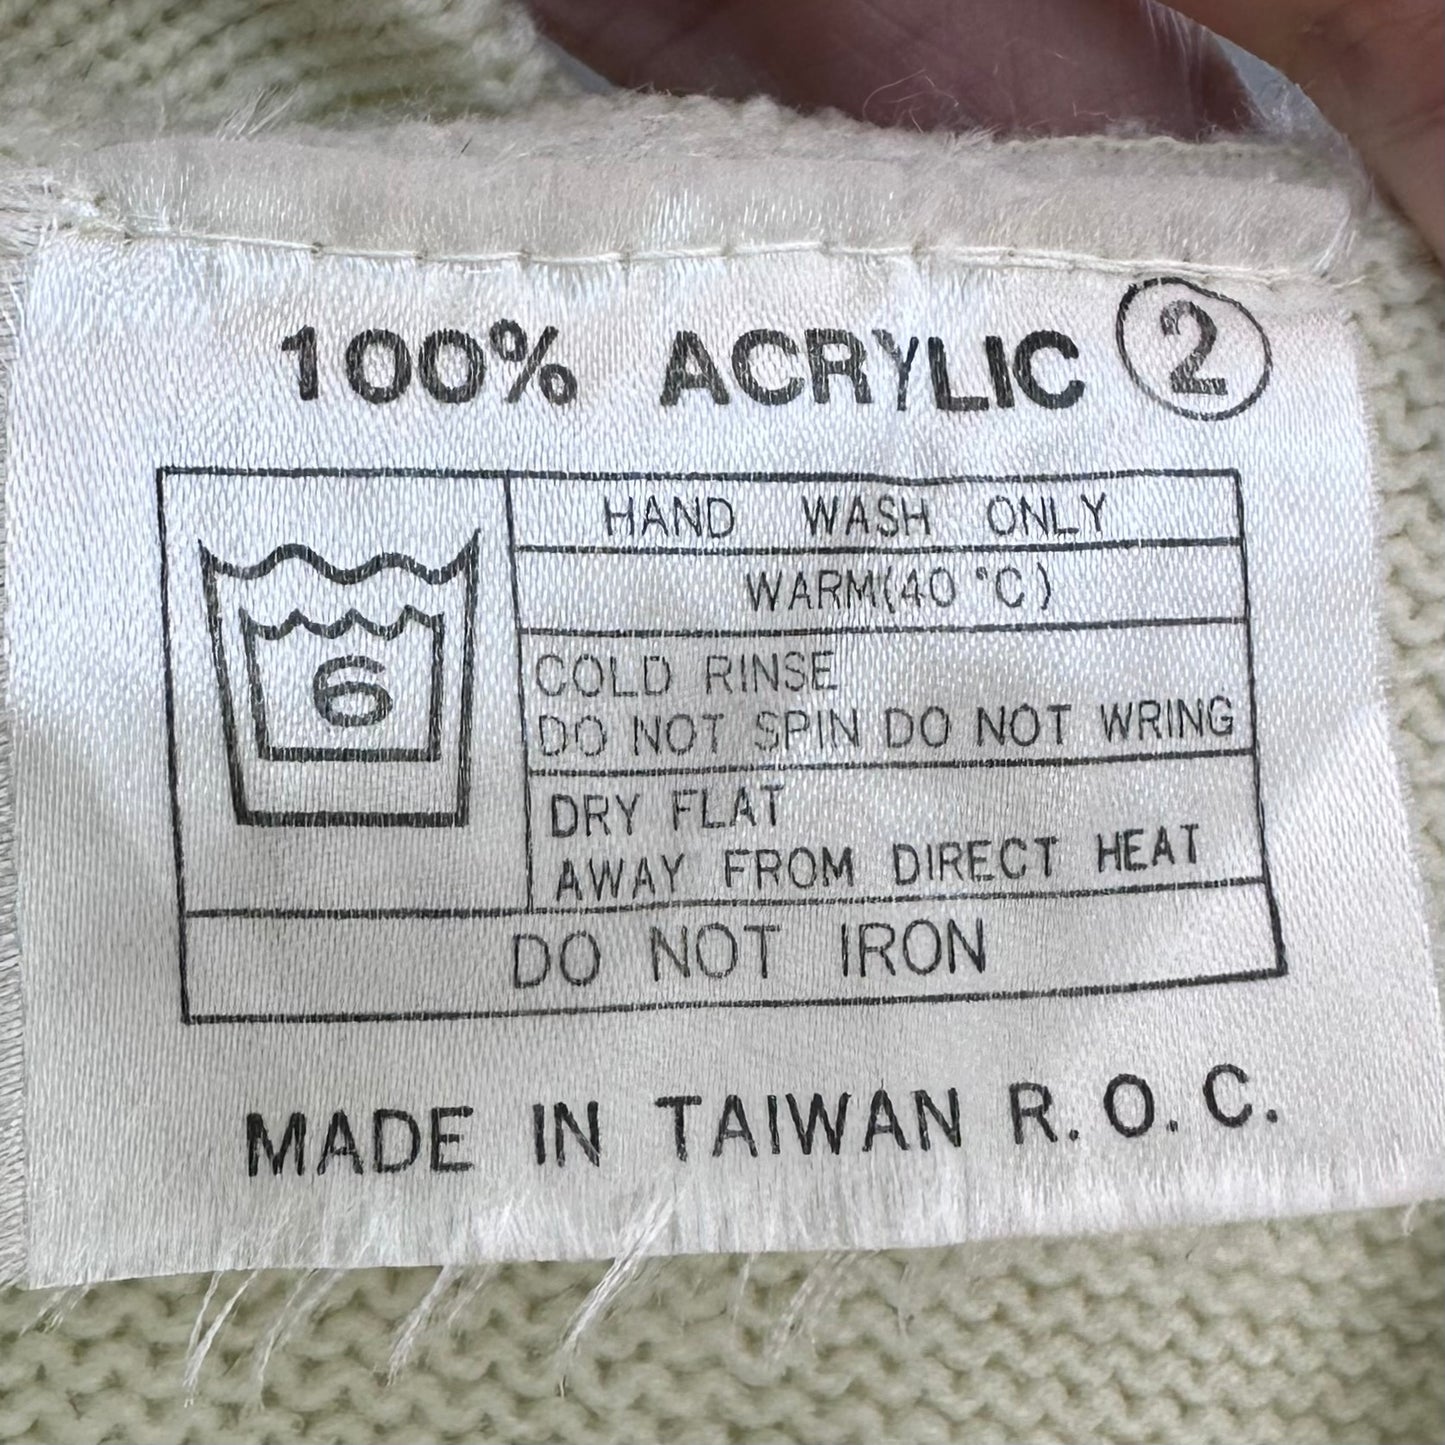 100% ACRYLIC ②
HAND WASH ONLY
WARM(40°C)
6
COLD RINSE
DO NOT SPIN DO NOT WRING
DRY FLAT
AWAY FROM DIRECT HEAT
DO NOT IRON
MADE IN TAIWAN R.O.C.